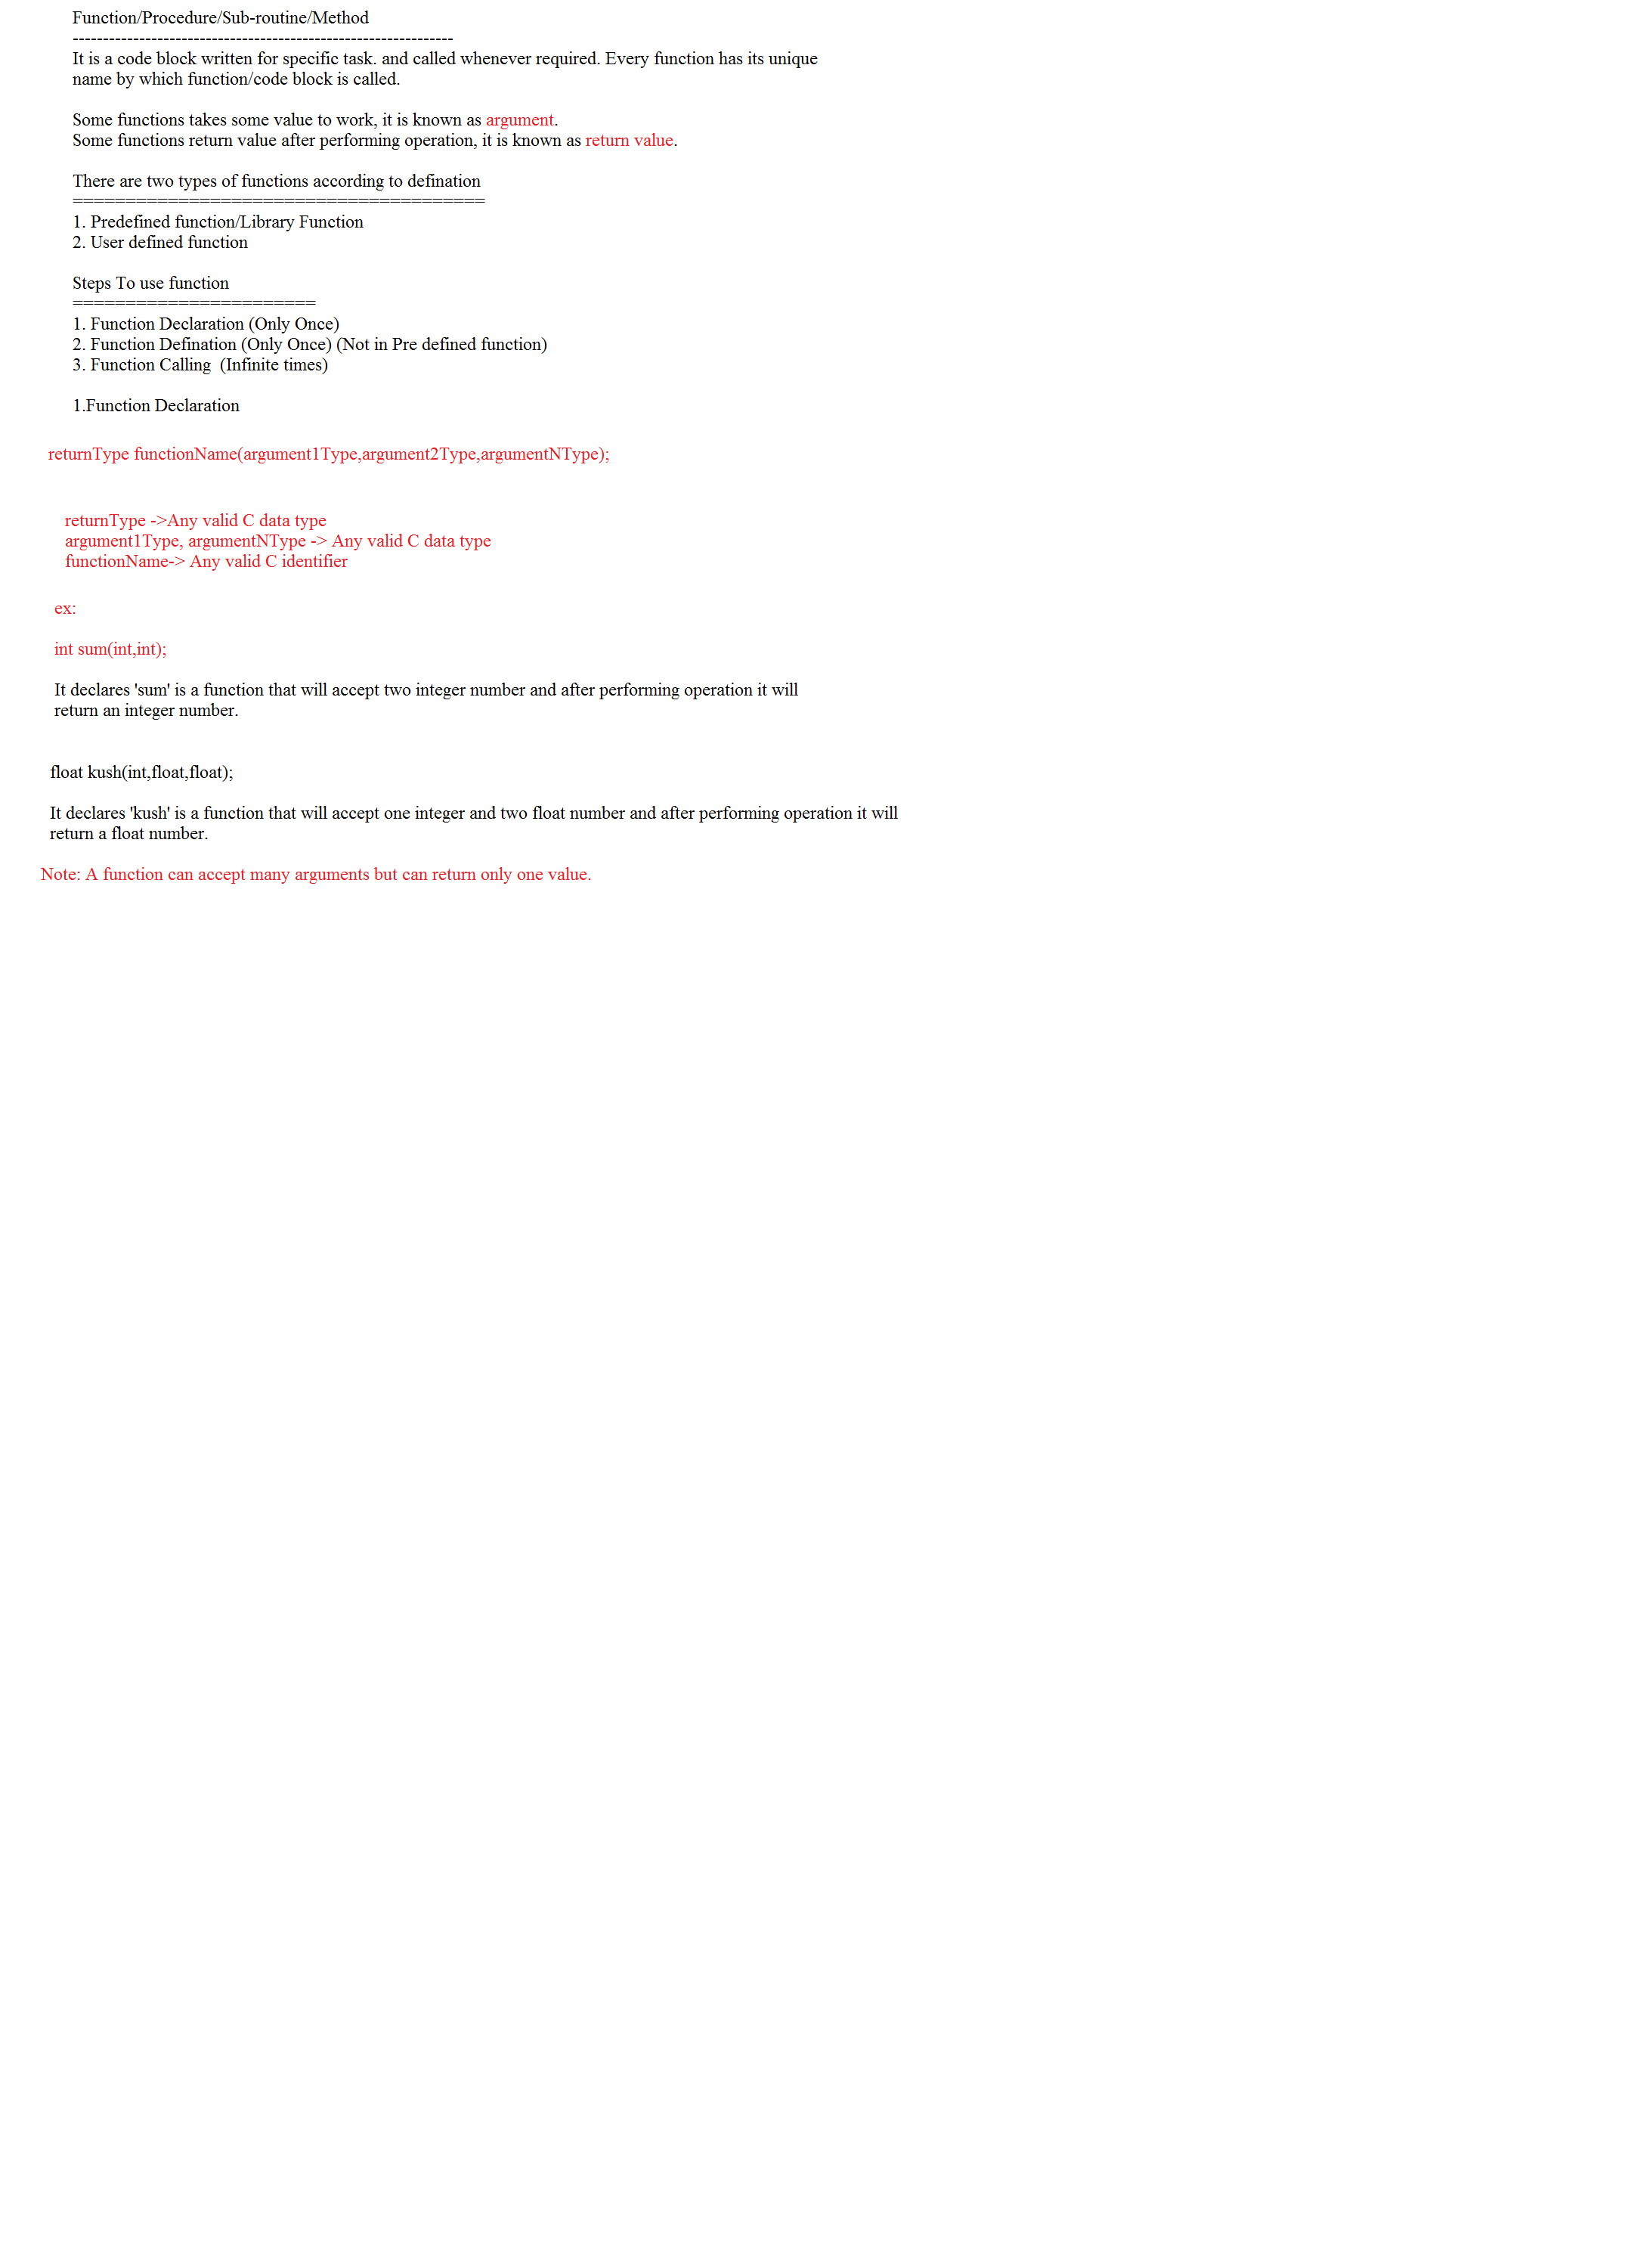 Function/Procedure/Sub-routine/Method
---------------------------------------------------------------
It is a code block written for specific task. and called whenever required. Every function has its unique
name by which function/code block is called.
Some functions takes some value to work, it is known as argument.
Some functions return value after performing operation, it is known as return value.
There are two types of functions according to defination
=======================================
1. Predefined function/Library Function
2. User defined function
Steps To use function
=======================
1. Function Declaration (Only Once)
2. Function Defination (Only Once) (Not in Pre defined function)
3. Function Calling  (Infinite times)
1.Function Declaration
returnType functionName(argument1Type,argument2Type,argumentNType);
returnType ->Any valid C data type
argument1Type, argumentNType -> Any valid C data type
functionName-> Any valid C identifier
ex:
int sum(int,int);
It declares 'sum' is a function that will accept two integer number and after performing operation it will
return an integer number.
float kush(int,float,float);
It declares 'kush' is a function that will accept one integer and two float number and after performing operation it will
return a float number.
Note: A function can accept many arguments but can return only one value.